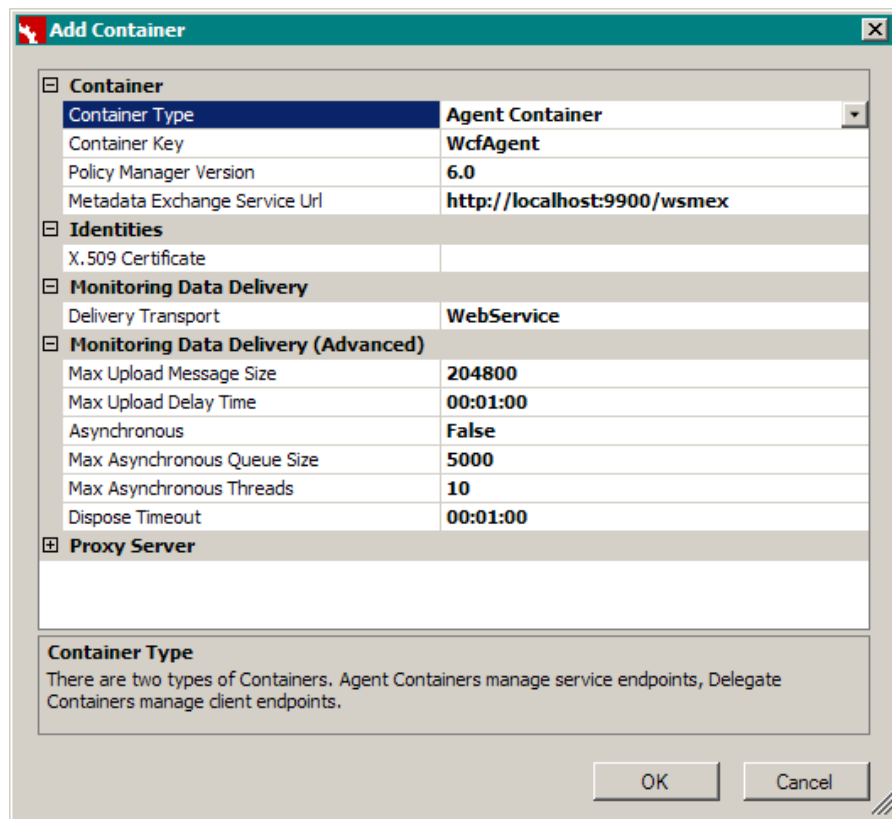 Add Container
Container
Container Type Agent Container
Container Key WcfAgent
Policy Manager Version 6.0
Metadata Exchange Service Url http://localhost:9900/wsmex
Identities
X.509 Certificate
Monitoring Data Delivery
Delivery Transport WebService
Monitoring Data Delivery (Advanced)
Max Upload Message Size 204800
Max Upload Delay Time 00:01:00
Asynchronous False
Max Asynchronous Queue Size 5000
Max Asynchronous Threads 10
Dispose Timeout 00:01:00
Proxy Server
Container Type
There are two types of Containers. Agent Containers manage service endpoints, Delegate
Containers manage client endpoints.
OK Cancel